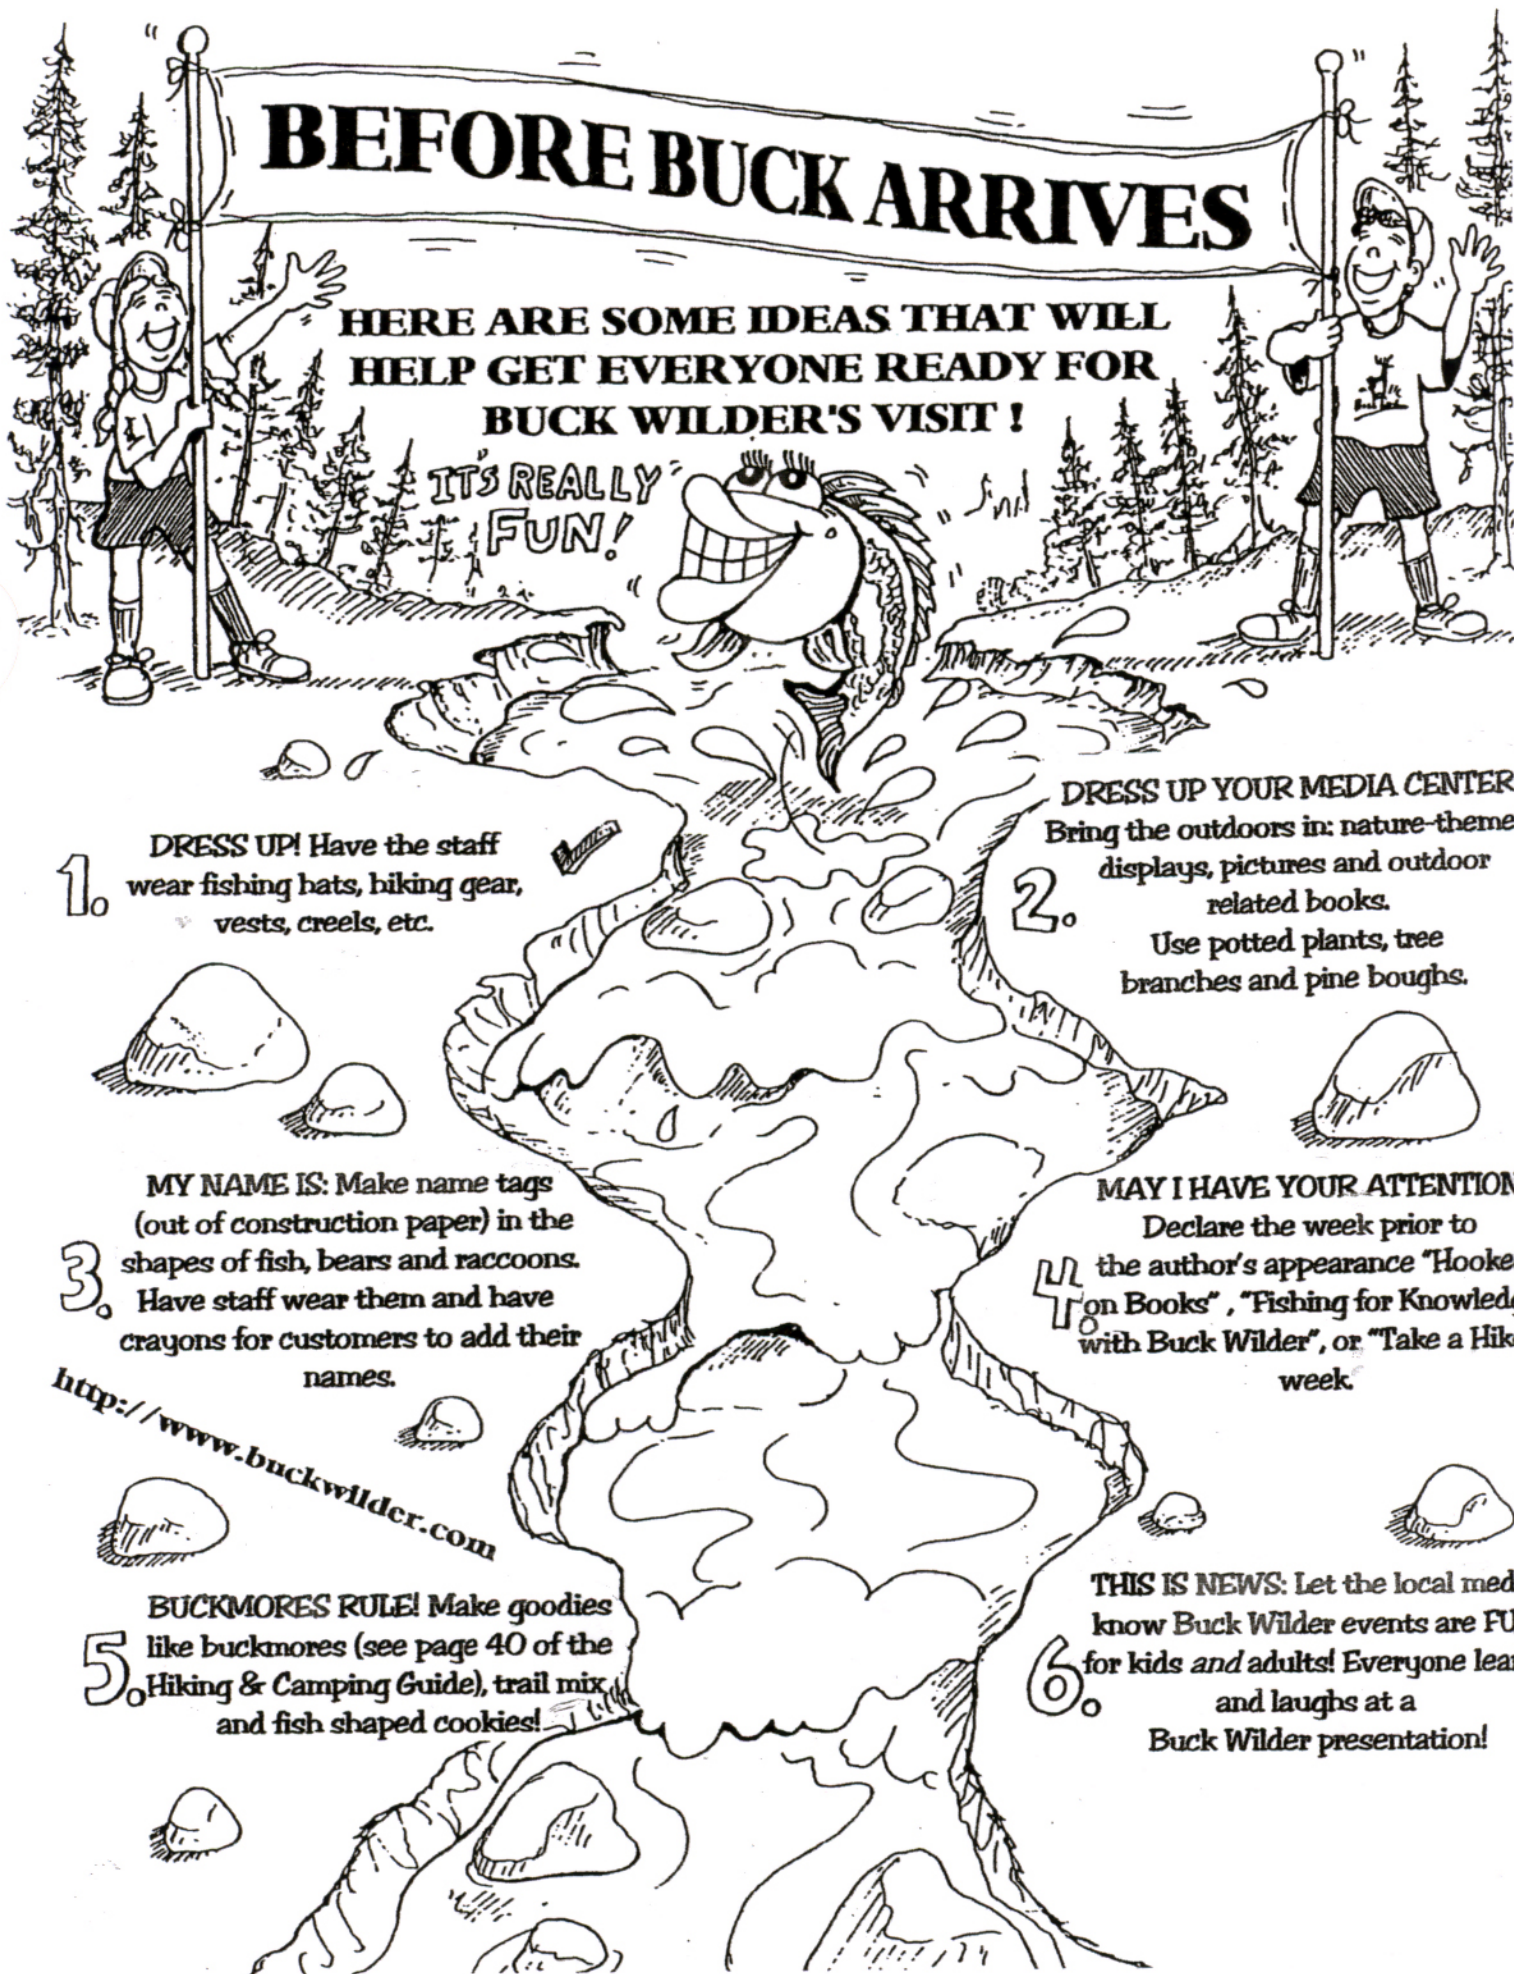 BEFORE BUCK ARRIVES
HERE ARE SOME IDEAS THAT WILL
HELP GET EVERYONE READY FOR
BUCK WILDER'S VISIT !
IT'S REALLY
FUN!
1.
DRESS UP! Have the staff
wear fishing hats, hiking gear,
vests, creels, etc.
2.
DRESS UP YOUR MEDIA CENTER
Bring the outdoors in: nature-theme
displays, pictures and outdoor
related books.
Use potted plants, tree
branches and pine boughs.
3.
MY NAME IS: Make name tags
(out of construction paper) in the
shapes of fish, bears and raccoons.
Have staff wear them and have
crayons for customers to add their
names.
4.
MAY I HAVE YOUR ATTENTION
Declare the week prior to
the author's appearance "Hooke
on Books" , "Fishing for Knowled
with Buck Wilder", or "Take a Hik
week.
http://www.buckwilder.com
5.
BUCKMORES RULE! Make goodies
like buckmores (see page 40 of the
Hiking & Camping Guide), trail mix
and fish shaped cookies!
6.
THIS IS NEWS: Let the local med
know Buck Wilder events are FU
for kids and adults! Everyone lea
and laughs at a
Buck Wilder presentation!